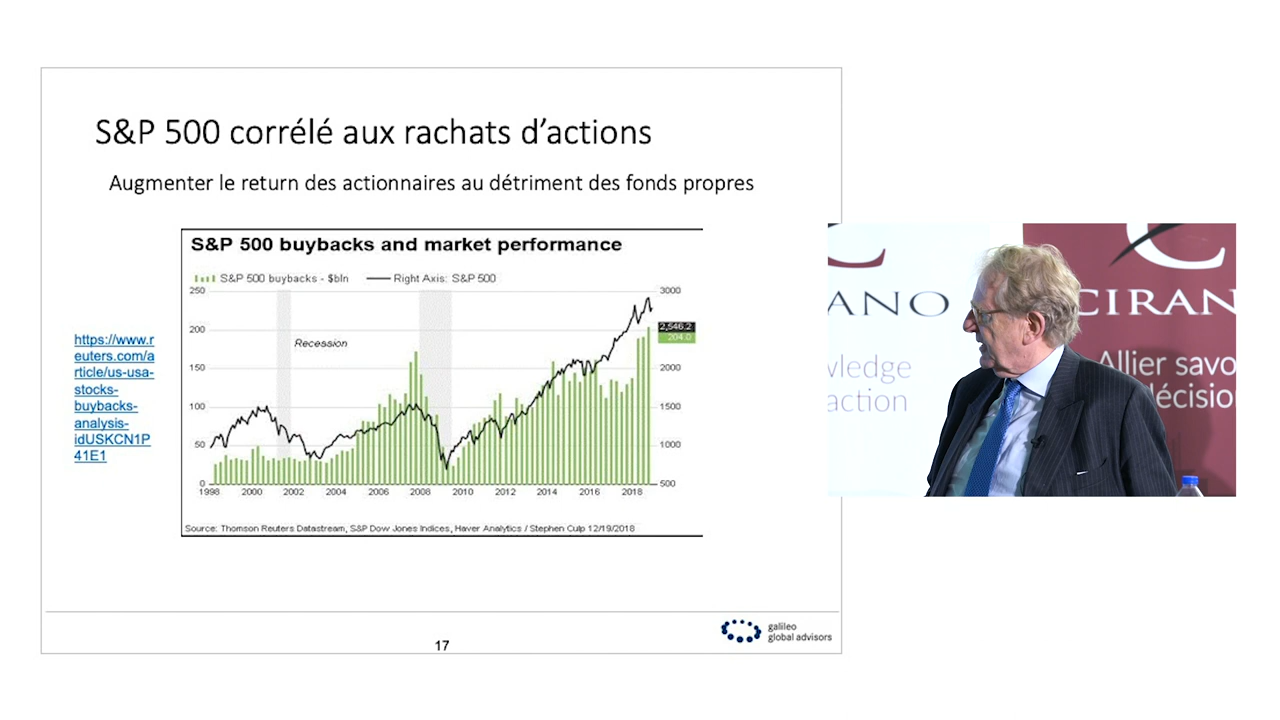 S&P 500 corrélé aux rachats d’actions
Augmenter le return des actionnaires au détriment des fonds propres
https://www.r
euters.com/a
rticle/us-usa-
stocks-
buybacks-
analysis-
idUSKCN1P
41E1
S&P 500 buybacks and market performance
S&P 500 buybacks - $bln
Right Axis: S&P 500
250
200
150
100
50
0
Recession
3000
2,546.2
204.0
2000
1500
1000
500
1998 2000 2002 2004 2006 2008 2010 2012 2014 2016 2018
Source: Thomson Reuters Datastream, S&P Dow Jones Indices, Haver Analytics / Stephen Culp 12/19/2018
17
galileo
global advisors
C
ANO
wledge
action
C
CIRAN
Allier savo
décisio